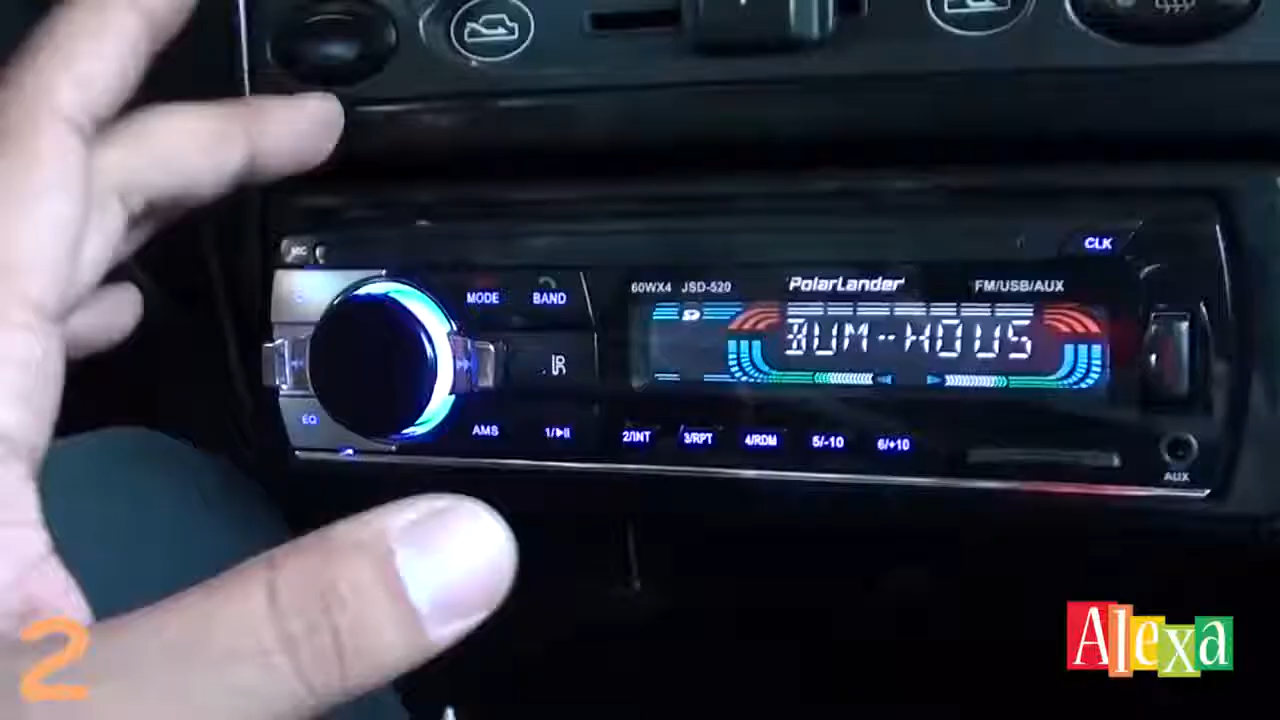 CLK
MIC
60WX4 JSD-520
PolarLander
FM/USB/AUX
MODE
BAND
BUM--HOUS
EQ
AMS
1/▶II
2/INT
3/RPT
4/RDM
5/-10
6/+10
AUX
2
Alexa